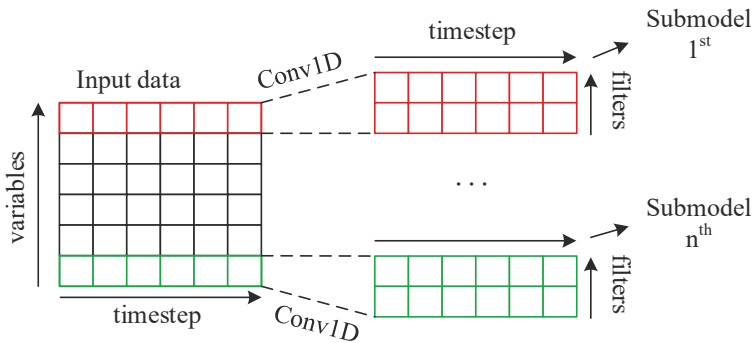 timestep
Submodel
1st
Input data
Conv1D
filters
variables
. . .
Submodel
nth
timestep
Conv1D
filters